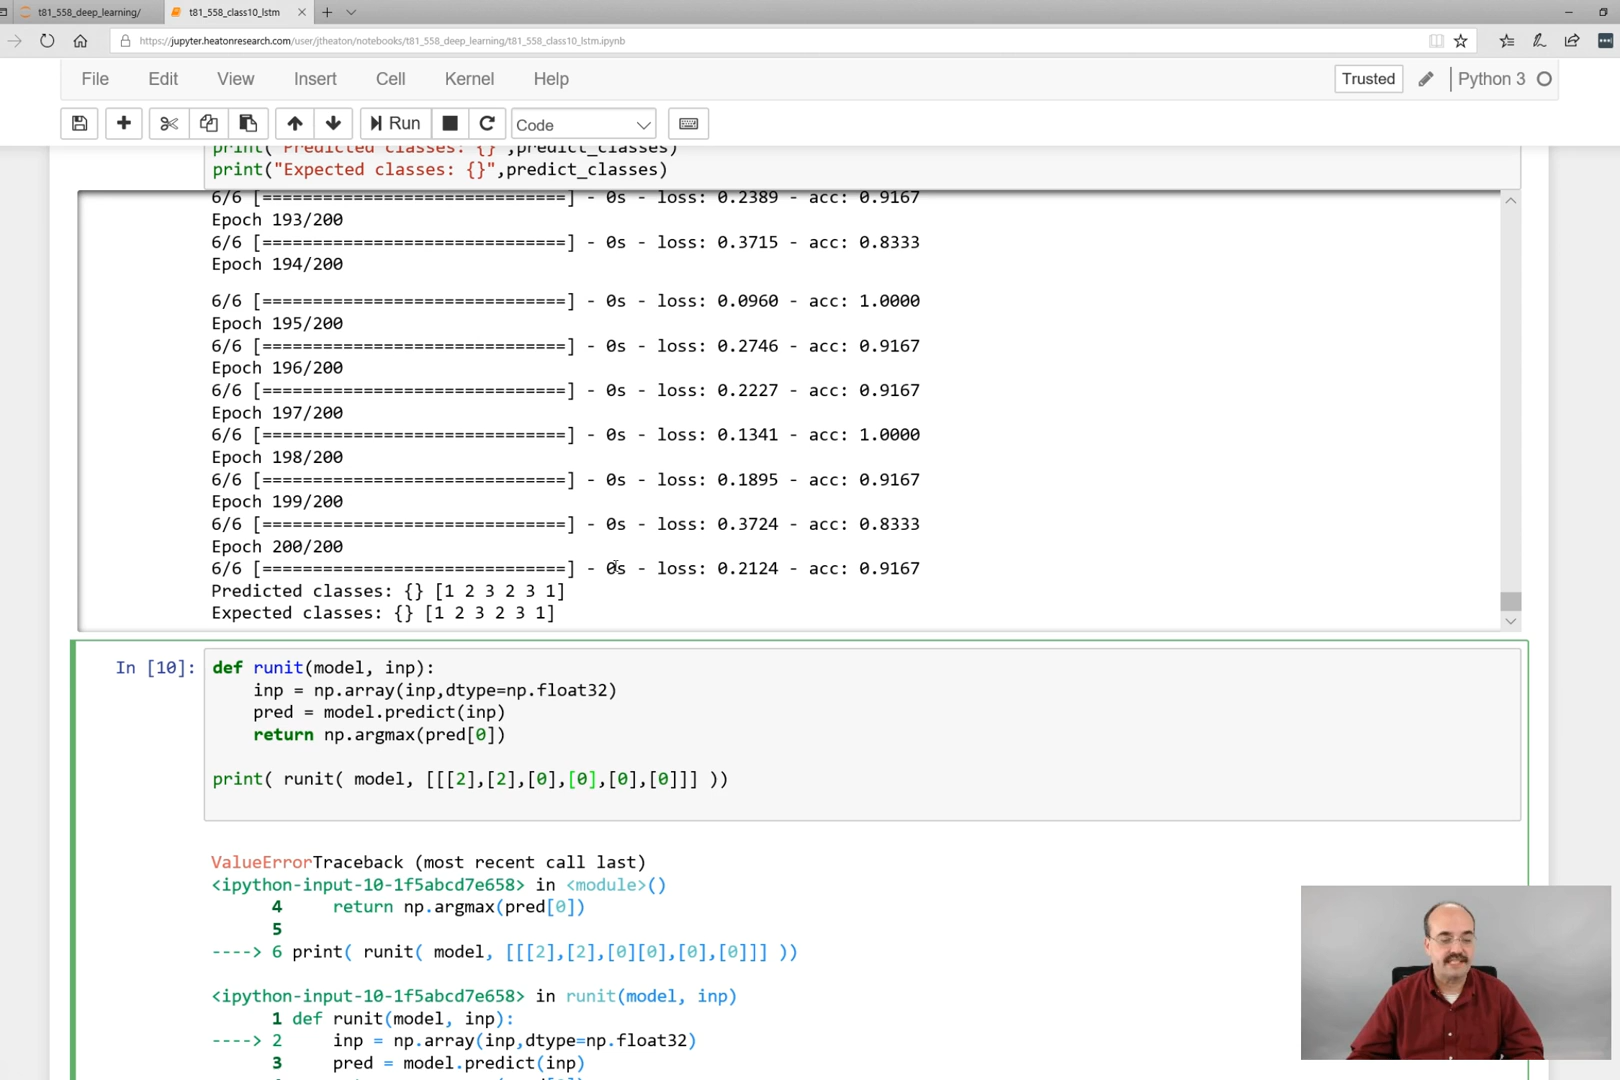 t81_558_deep_learning/
t81_558_class10_lstm
https://jupyter.heatonresearch.com/user/jtheaton/notebooks/t81_558_deep_learning/t81_558_class10_lstm.ipynb
File Edit View Insert Cell Kernel Help Trusted Python 3
Run Code
print("Predicted classes: {}",predict_classes)
print("Expected classes: {}",predict_classes)
6/6 [==============================] - 0s - loss: 0.2389 - acc: 0.9167
Epoch 193/200
6/6 [==============================] - 0s - loss: 0.3715 - acc: 0.8333
Epoch 194/200
6/6 [==============================] - 0s - loss: 0.0960 - acc: 1.0000
Epoch 195/200
6/6 [==============================] - 0s - loss: 0.2746 - acc: 0.9167
Epoch 196/200
6/6 [==============================] - 0s - loss: 0.2227 - acc: 0.9167
Epoch 197/200
6/6 [==============================] - 0s - loss: 0.1341 - acc: 1.0000
Epoch 198/200
6/6 [==============================] - 0s - loss: 0.1895 - acc: 0.9167
Epoch 199/200
6/6 [==============================] - 0s - loss: 0.3724 - acc: 0.8333
Epoch 200/200
6/6 [==============================] - 0s - loss: 0.2124 - acc: 0.9167
Predicted classes: {} [1 2 3 2 3 1]
Expected classes: {} [1 2 3 2 3 1]
In [10]: def runit(model, inp):
inp = np.array(inp,dtype=np.float32)
pred = model.predict(inp)
return np.argmax(pred[0])
print( runit( model, [[[2],[2],[0],[0],[0],[0]]] ))
ValueErrorTraceback (most recent call last)
<ipython-input-10-1f5abcd7e658> in <module>()
4 return np.argmax(pred[0])
5
----> 6 print( runit( model, [[[2],[2],[0][0],[0],[0]]] ))
<ipython-input-10-1f5abcd7e658> in runit(model, inp)
1 def runit(model, inp):
----> 2 inp = np.array(inp,dtype=np.float32)
3 pred = model.predict(inp)